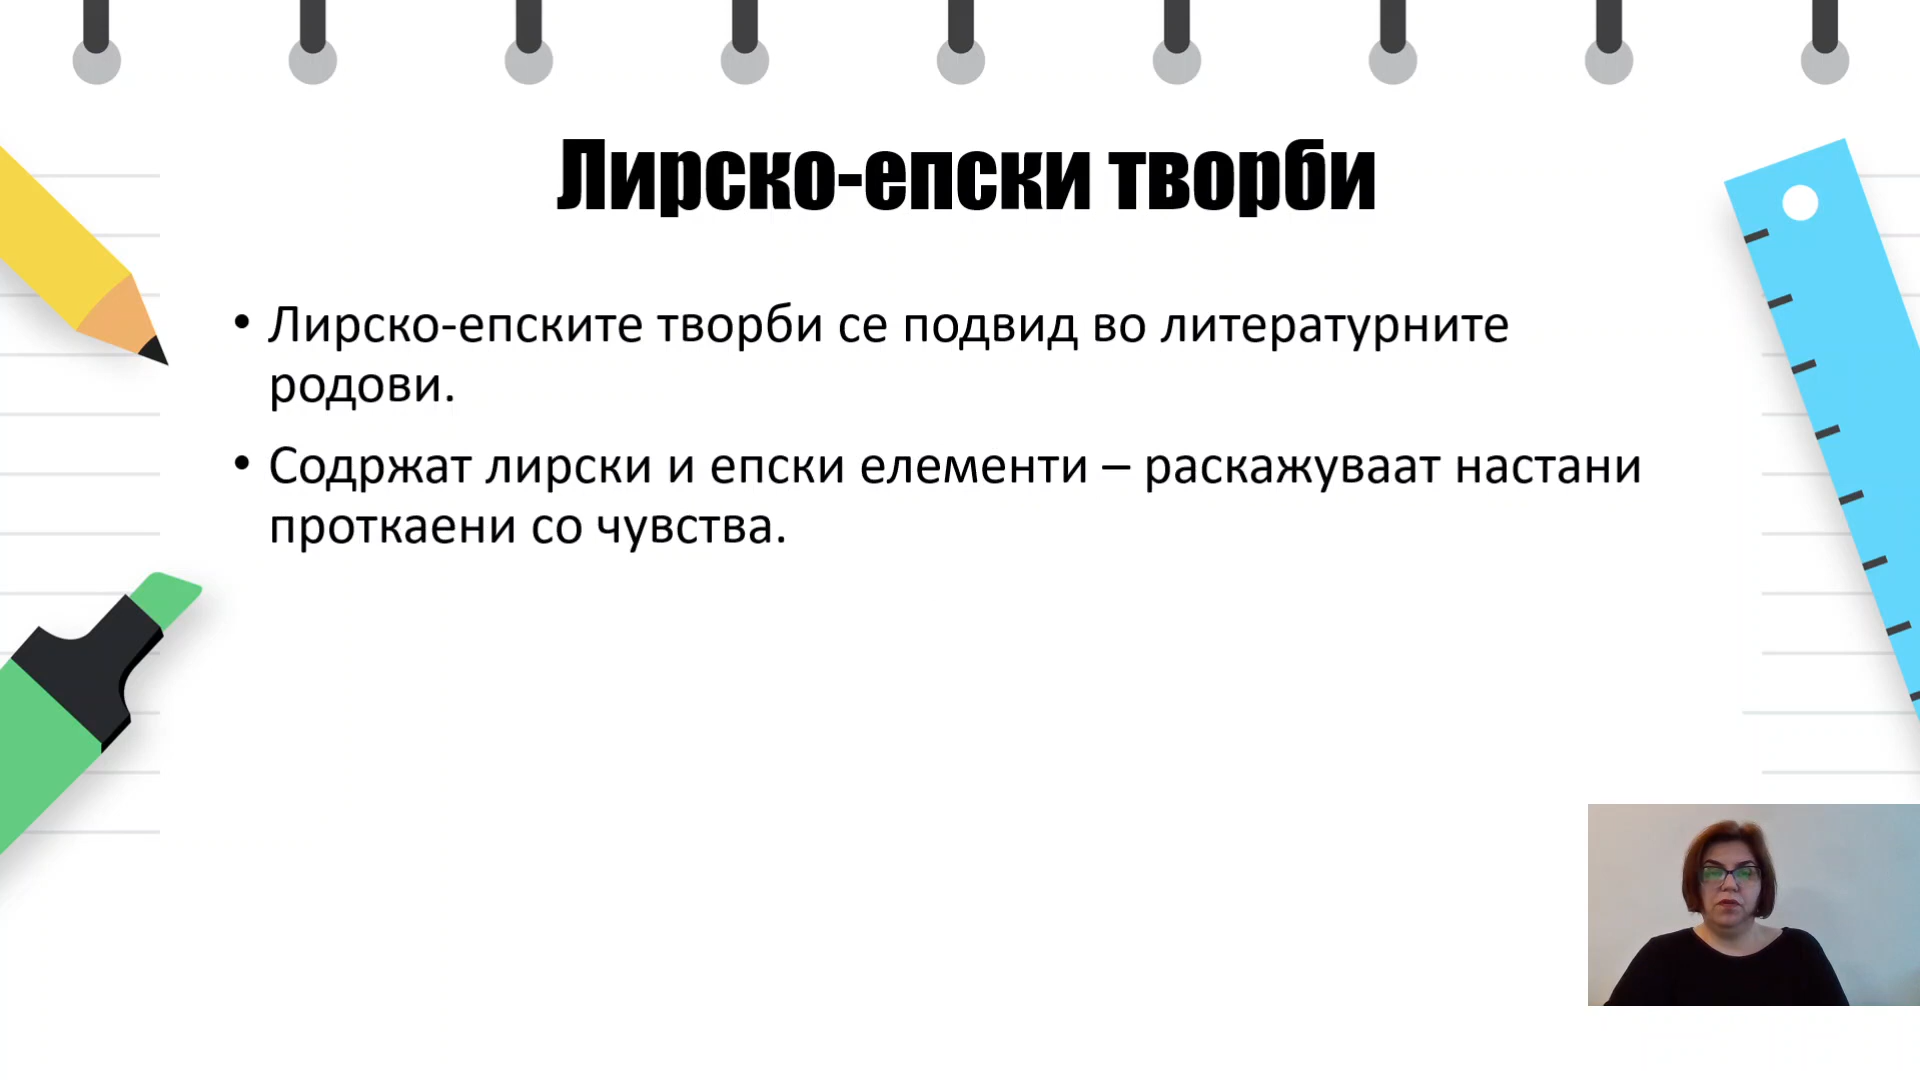 Лирско-епски творби
• Лирско-епските творби се подвид во литературните
родови.
• Содржат лирски и епски елементи – раскажуваат настани
проткаени со чувства.